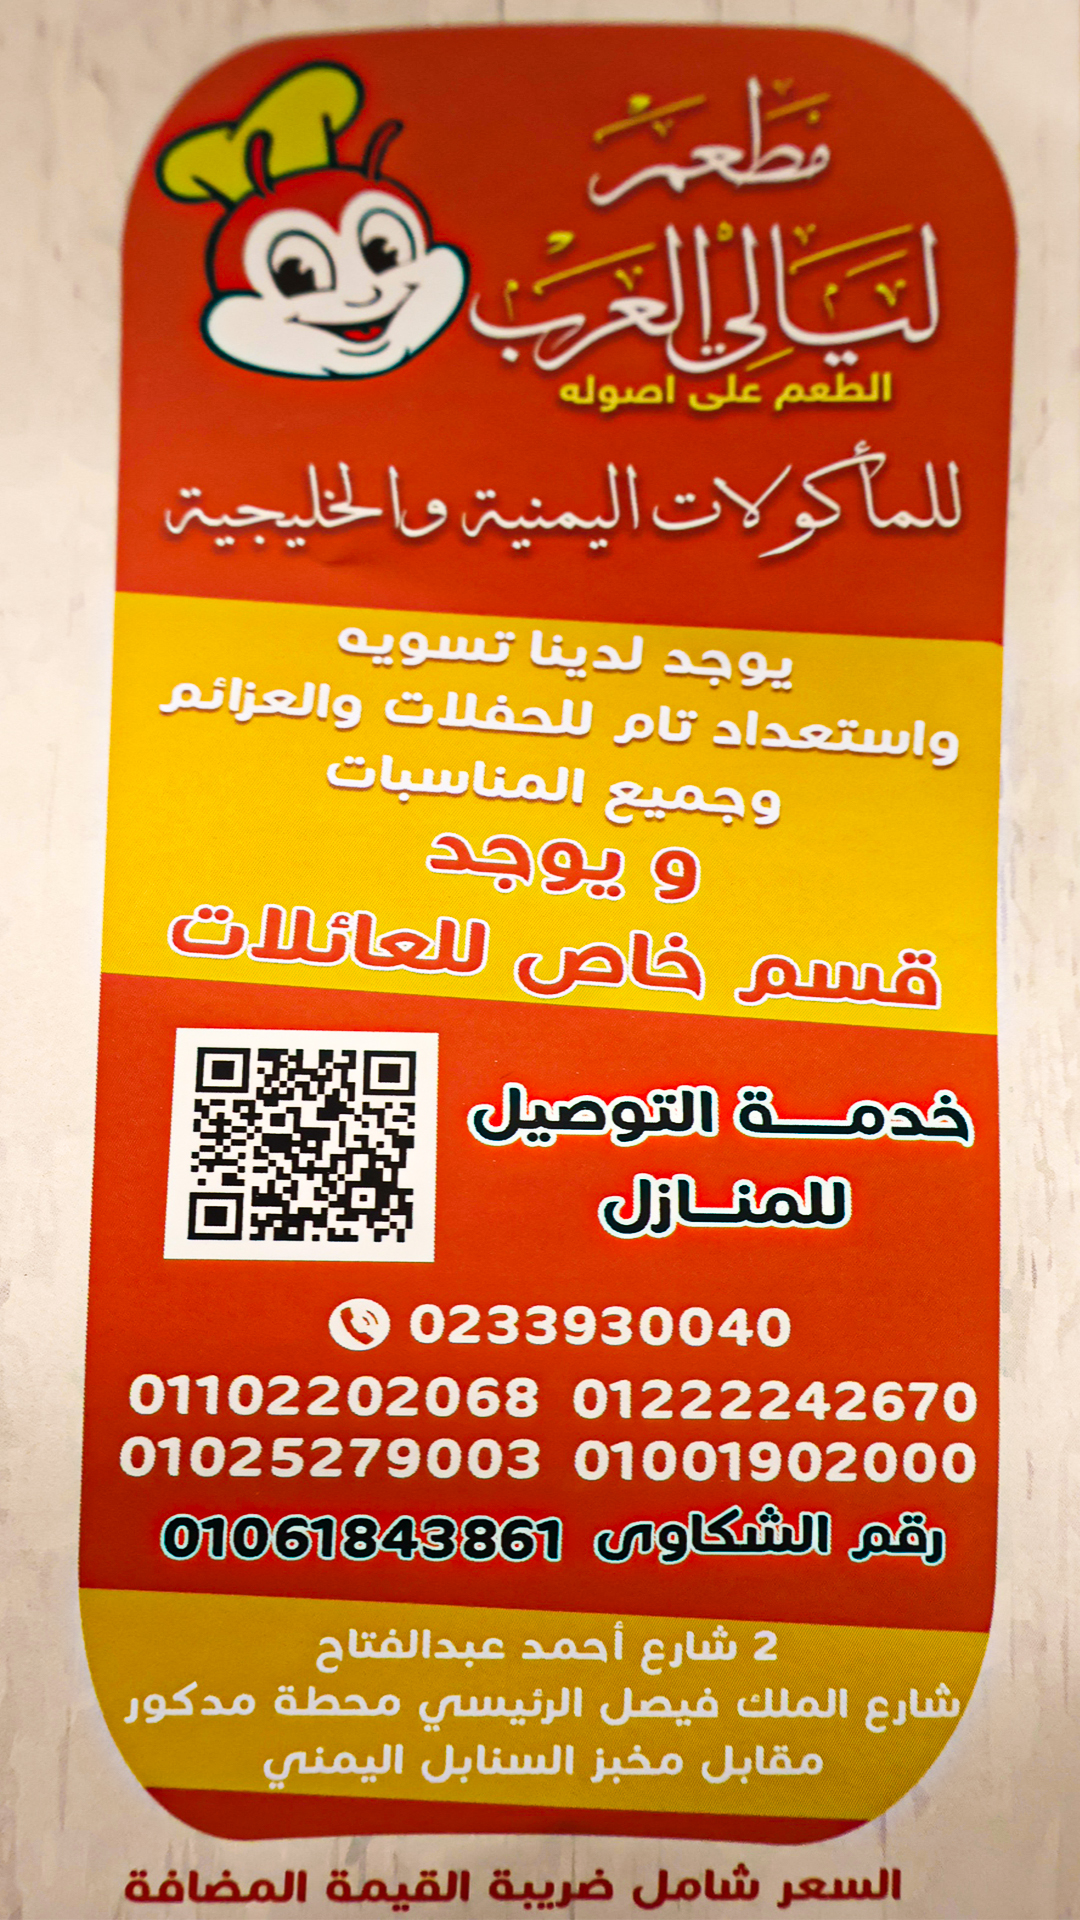 مطعم
ليالي العرب
الطعم على اصوله
للمأكولات اليمنية والخليجية
يوجد لدينا تسويه
واستعداد تام للحفلات والعزائم
وجميع المناسبات
و يوجد
قسم خاص للعائلات
خدمة التوصيل
للمنازل
0233930040
01102202068 01222242670
01025279003 01001902000
رقم الشكاوى 01061843861
2 شارع أحمد عبدالفتاح
شارع الملك فيصل الرئيسي محطة مدكور
مقابل مخبز السنابل اليمني
السعر شامل ضريبة القيمة المضافة